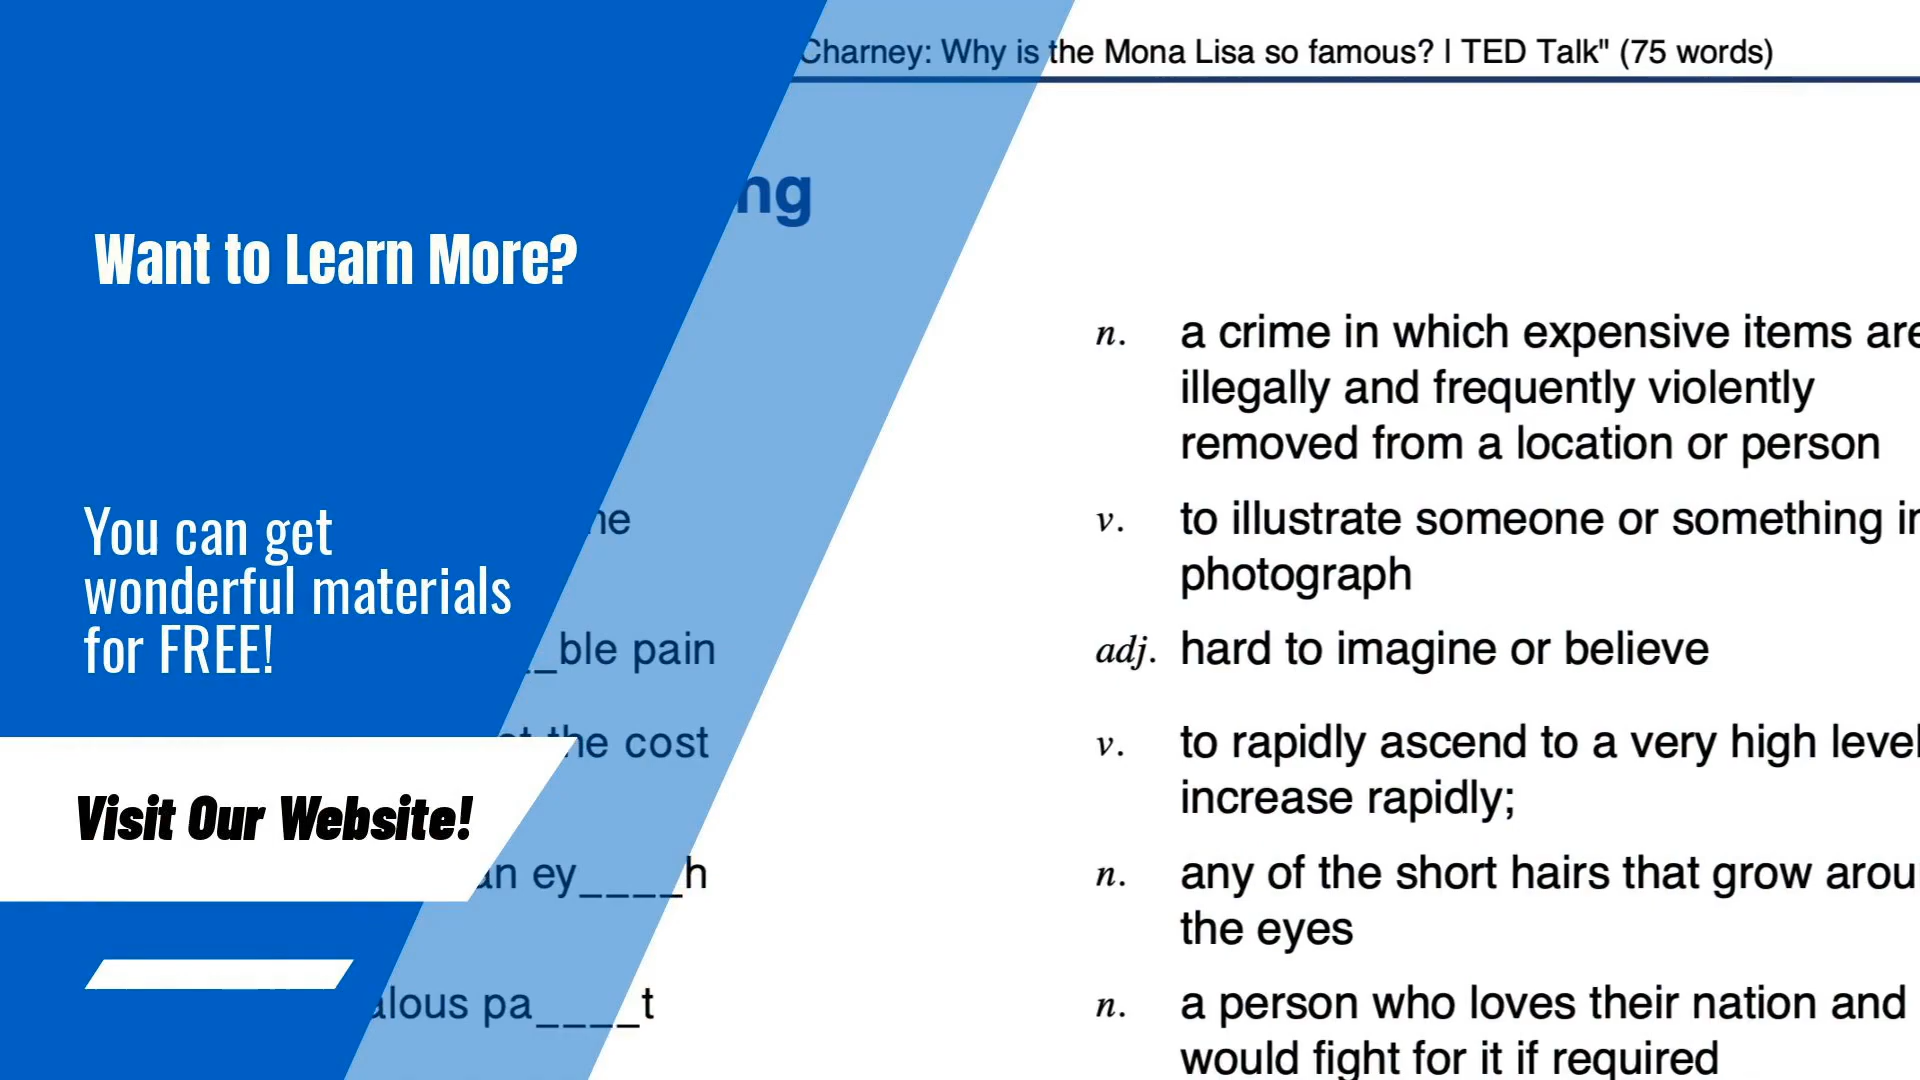 Charney: Why is the Mona Lisa so famous? | TED Talk" (75 words)
ng
Want to Learn More?
You can get
wonderful materials
for FREE!
Visit Our Website!
n. a crime in which expensive items are
illegally and frequently violently
removed from a location or person
v. to illustrate someone or something in
photograph
_ble pain adj. hard to imagine or believe
the cost v. to rapidly ascend to a very high level
increase rapidly;
an ey____h n. any of the short hairs that grow arou
the eyes
alous pa____t n. a person who loves their nation and
would fight for it if required